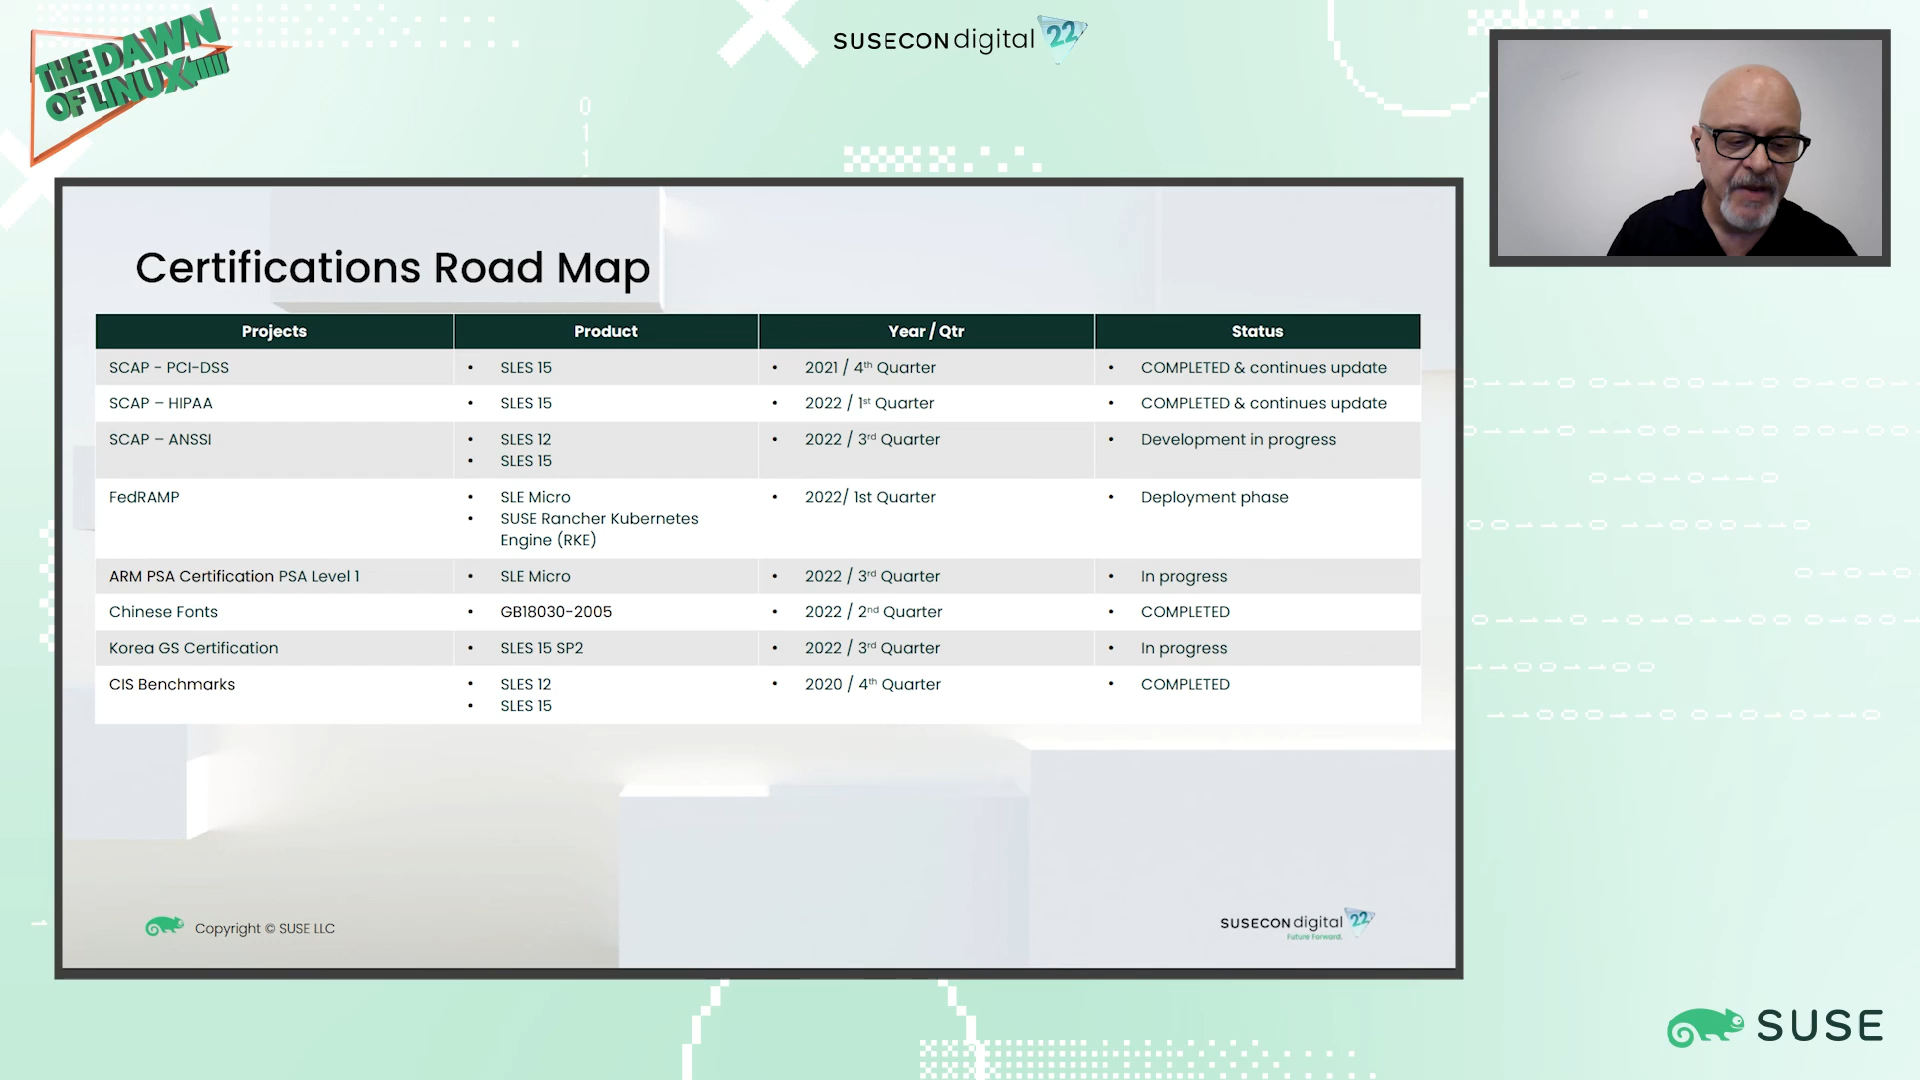 THE DAWN
OF LINUX
SUSECON digital 22
0
1
1
Certifications Road Map
Projects Product Year / Qtr Status
SCAP - PCI-DSS • SLES 15 • 2021 / 4th Quarter • COMPLETED & continues update
SCAP – HIPAA • SLES 15 • 2022 / 1st Quarter • COMPLETED & continues update
SCAP – ANSSI • SLES 12 • 2022 / 3rd Quarter • Development in progress
• SLES 15
FedRAMP • SLE Micro • 2022/ 1st Quarter • Deployment phase
• SUSE Rancher Kubernetes
Engine (RKE)
ARM PSA Certification PSA Level 1 • SLE Micro • 2022 / 3rd Quarter • In progress
Chinese Fonts • GB18030-2005 • 2022 / 2nd Quarter • COMPLETED
Korea GS Certification • SLES 15 SP2 • 2022 / 3rd Quarter • In progress
CIS Benchmarks • SLES 12 • 2020 / 4th Quarter • COMPLETED
• SLES 15
Copyright © SUSE LLC
SUSECON digital 22
Future Forward.
SUSE